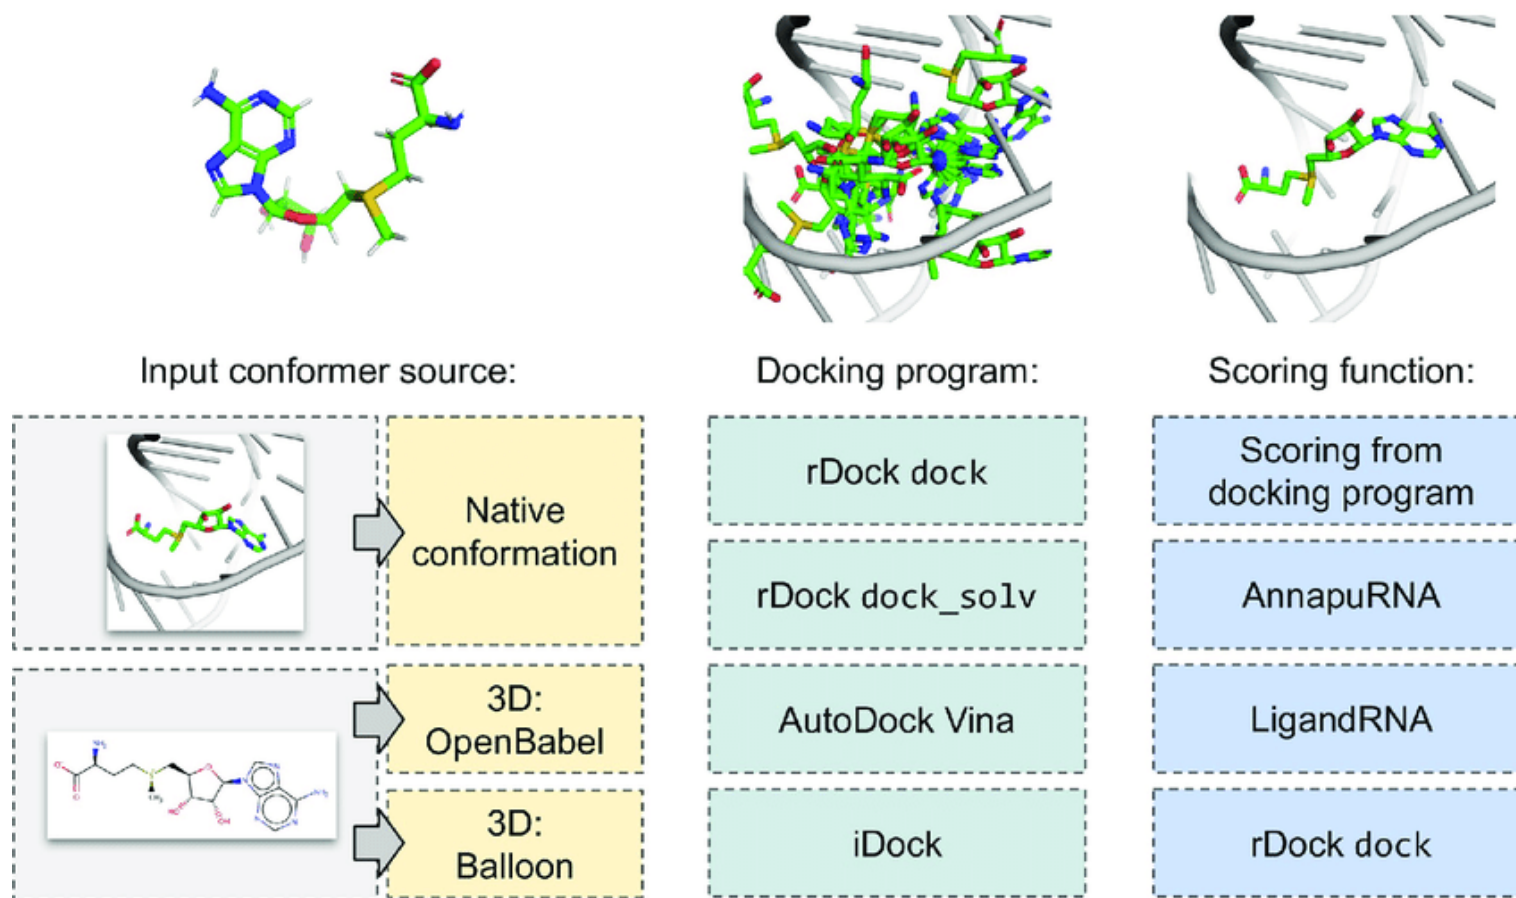 Input conformer source:
Docking program:
Scoring function:
Native
conformation
3D:
OpenBabel
3D:
Balloon
rDock dock
rDock dock_solv
AutoDock Vina
iDock
Scoring from
docking program
AnnapuRNA
LigandRNA
rDock dock